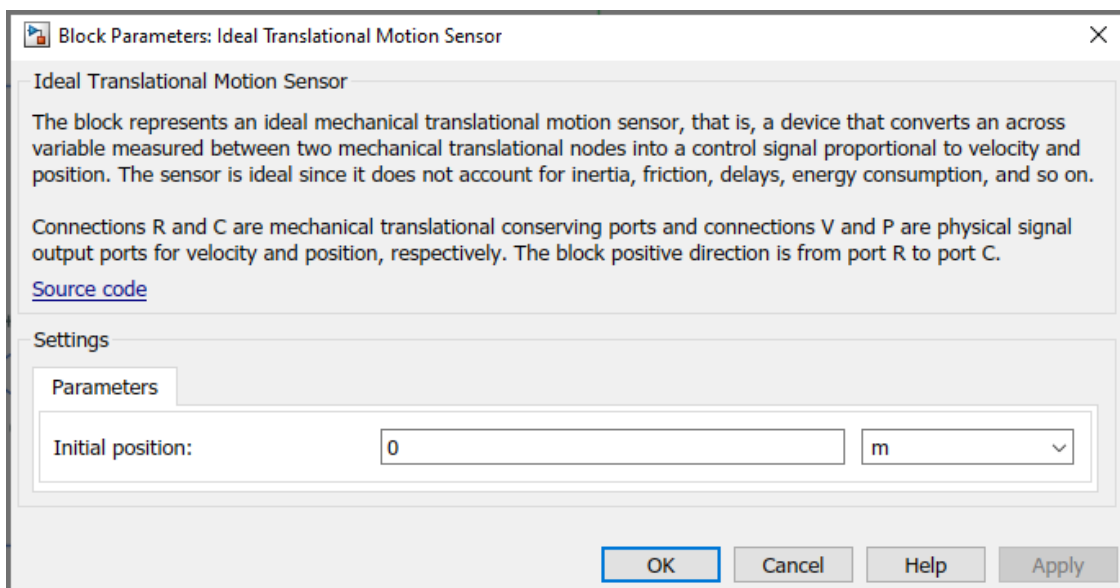 Block Parameters: Ideal Translational Motion Sensor
Ideal Translational Motion Sensor
The block represents an ideal mechanical translational motion sensor, that is, a device that converts an across
variable measured between two mechanical translational nodes into a control signal proportional to velocity and
position. The sensor is ideal since it does not account for inertia, friction, delays, energy consumption, and so on.
Connections R and C are mechanical translational conserving ports and connections V and P are physical signal
output ports for velocity and position, respectively. The block positive direction is from port R to port C.
Source code
Settings
Parameters
Initial position: 0 m
OK Cancel Help Apply